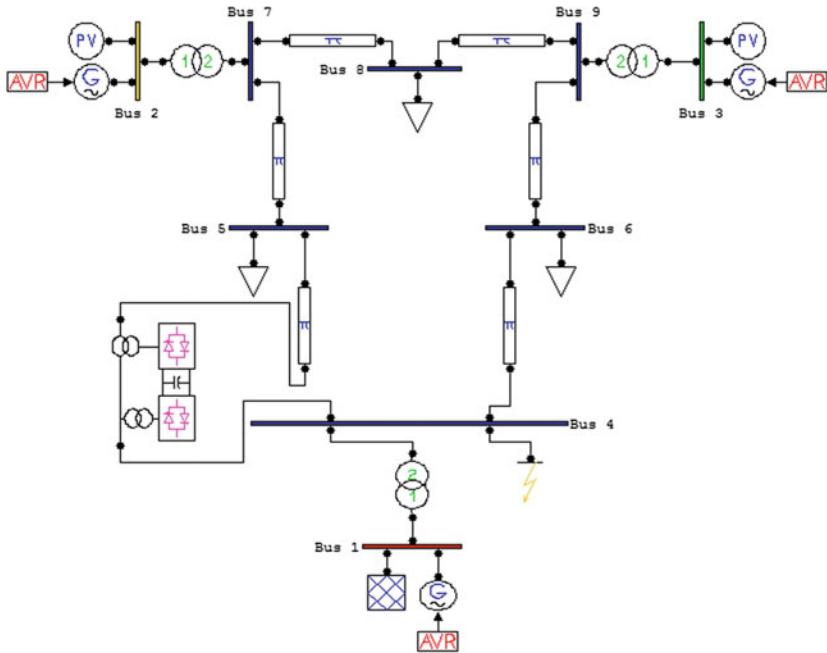 Bus 7
Bus 9
PV
π
π
PV
1 2
2 1
Bus 8
AVR
G
G
AVR
Bus 2
Bus 3
π
π
Bus 5
Bus 6
π
π
Bus 4
2
1
Bus 1
G
AVR